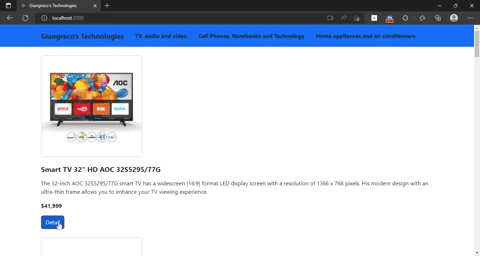 Giangreco's Technologies
localhost:3000
Giangreco's Technologies TV, audio and video Cell Phones, Notebooks and Technology Home appliances and air conditioners
AOC
NETFLIX YouTube
Smart TV 32" HD AOC 32S5295/77G
The 32-inch AOC 32S5295/77G smart TV has a widescreen (16:9) format LED display screen with a resolution of 1366 x 768 pixels. His modern design with an
ultra-thin frame allows you to enhance your TV viewing experience.
$41,999
Detail